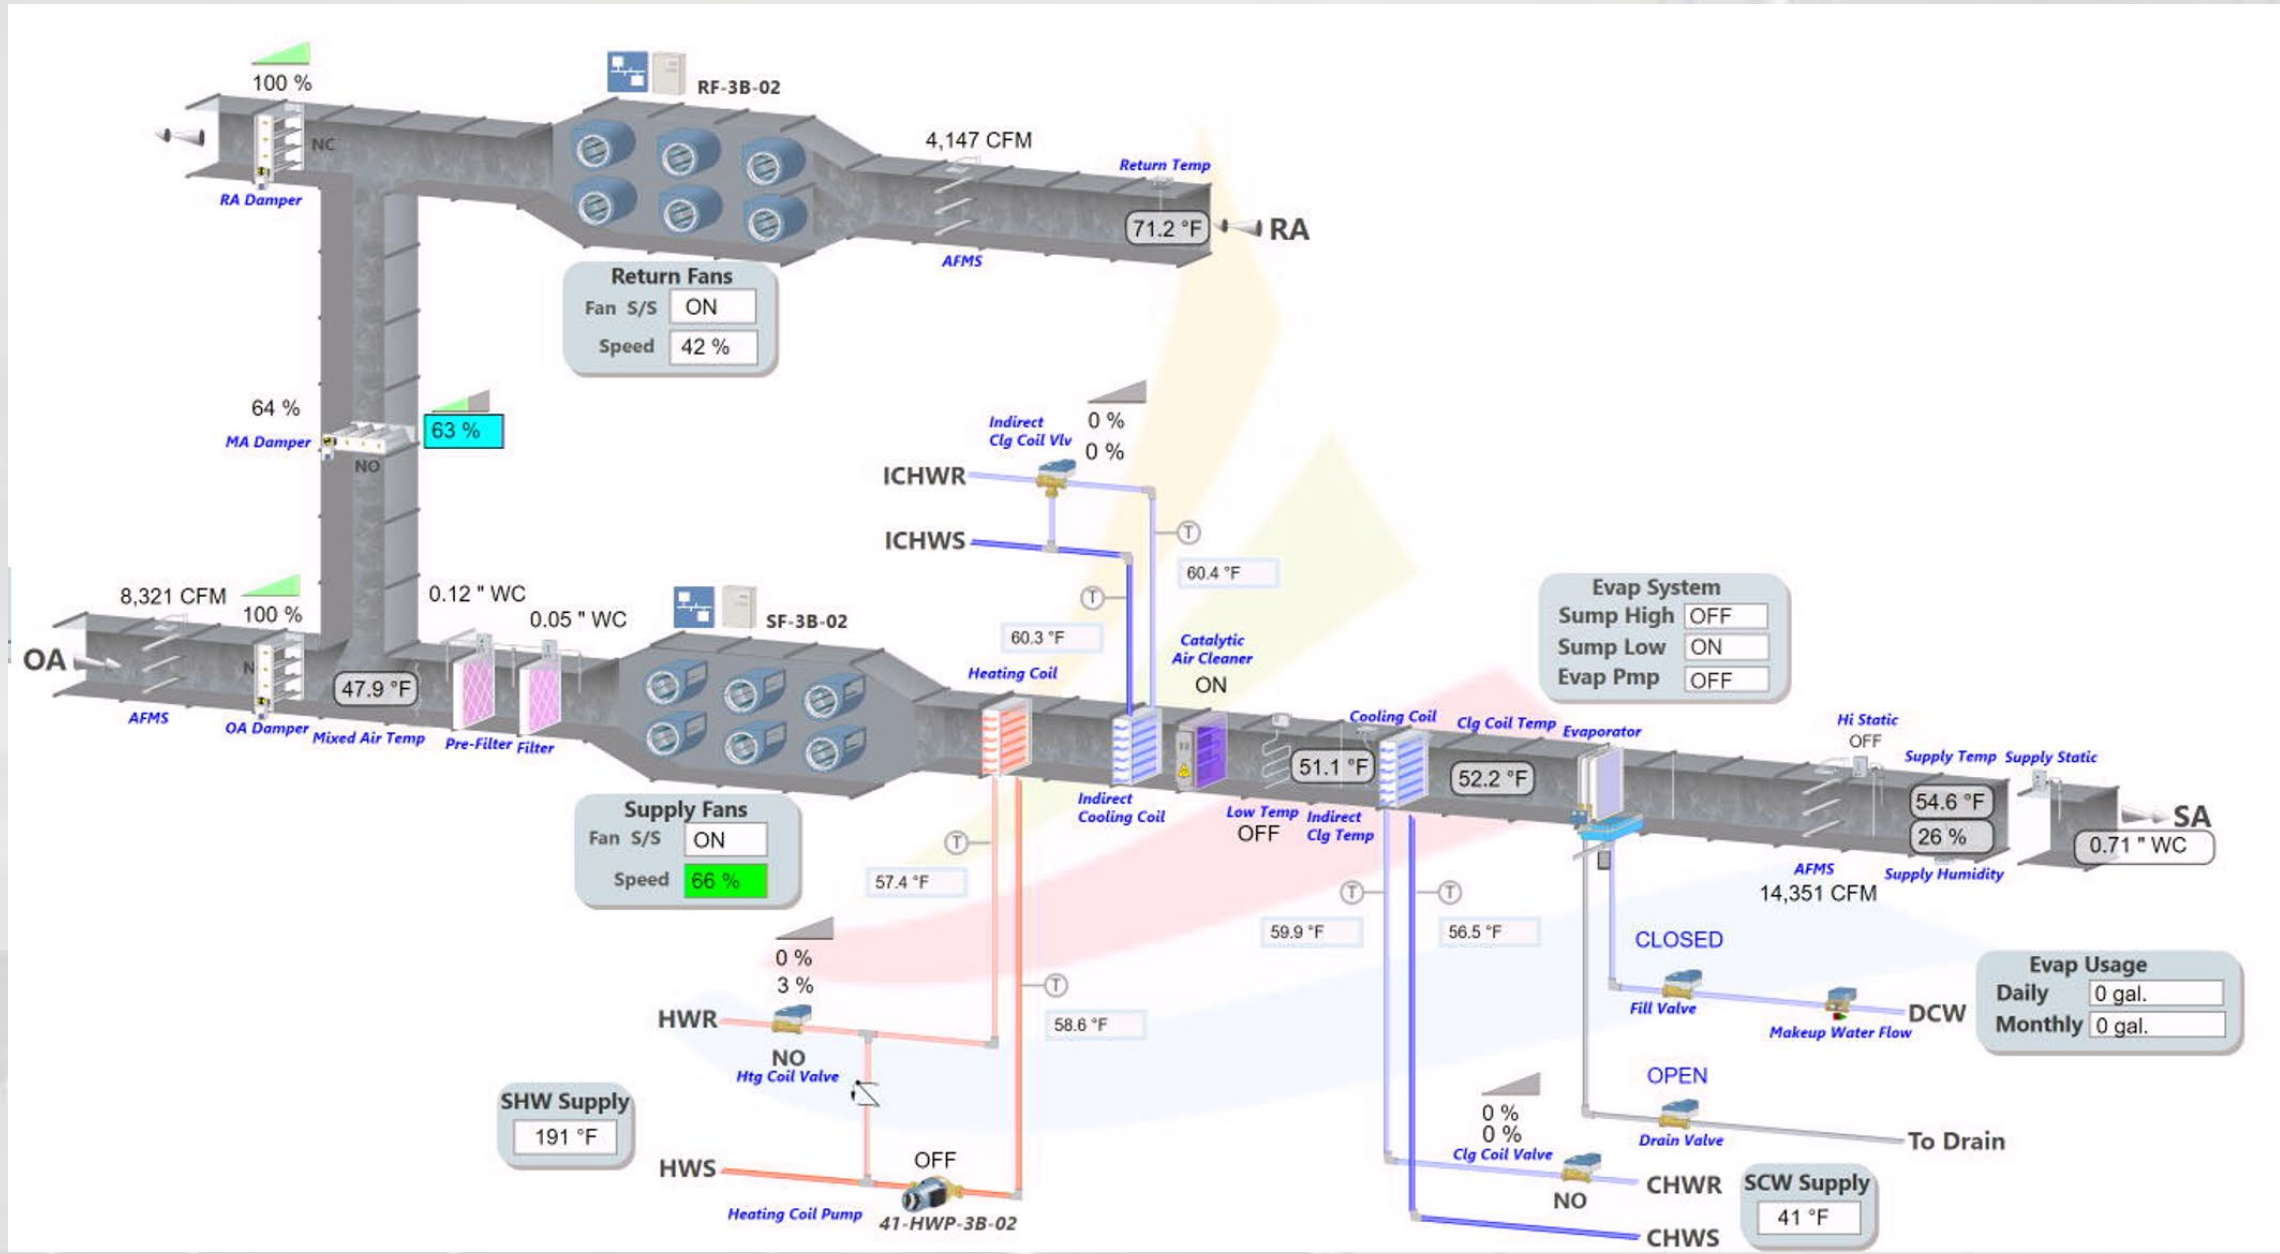 100 %
RF-3B-02
NC
RA Damper
4,147 CFM
Return Temp
71.2 °F
RA
AFMS
Return Fans
Fan S/S ON
Speed 42 %
64 %
MA Damper
63 %
NO
Indirect
Clg Coil Vlv
0 %
0 %
ICHWR
ICHWS
60.4 °F
60.3 °F
8,321 CFM
100 %
0.12 " WC
0.05 " WC
SF-3B-02
OA
N
47.9 °F
AFMS
OA Damper
Mixed Air Temp
Pre-Filter
Filter
Heating Coil
Catalytic
Air Cleaner
ON
Evap System
Sump High OFF
Sump Low ON
Evap Pmp OFF
Supply Fans
Fan S/S ON
Speed 66 %
Indirect
Cooling Coil
Low Temp
OFF
51.1 °F
Indirect
Clg Temp
Cooling Coil
Clg Coil Temp
52.2 °F
Evaporator
Hi Static
OFF
Supply Temp
Supply Static
54.6 °F
26 %
SA
0.71 " WC
AFMS
14,351 CFM
Supply Humidity
T
T
T
T
T
T
57.4 °F
59.9 °F
56.5 °F
0 %
3 %
HWR
NO
Htg Coil Valve
58.6 °F
CLOSED
Fill Valve
Makeup Water Flow
DCW
Evap Usage
Daily 0 gal.
Monthly 0 gal.
SHW Supply
191 °F
HWS
OFF
Heating Coil Pump
41-HWP-3B-02
OPEN
Drain Valve
To Drain
0 %
0 %
Clg Coil Valve
NO
CHWR
CHWS
SCW Supply
41 °F